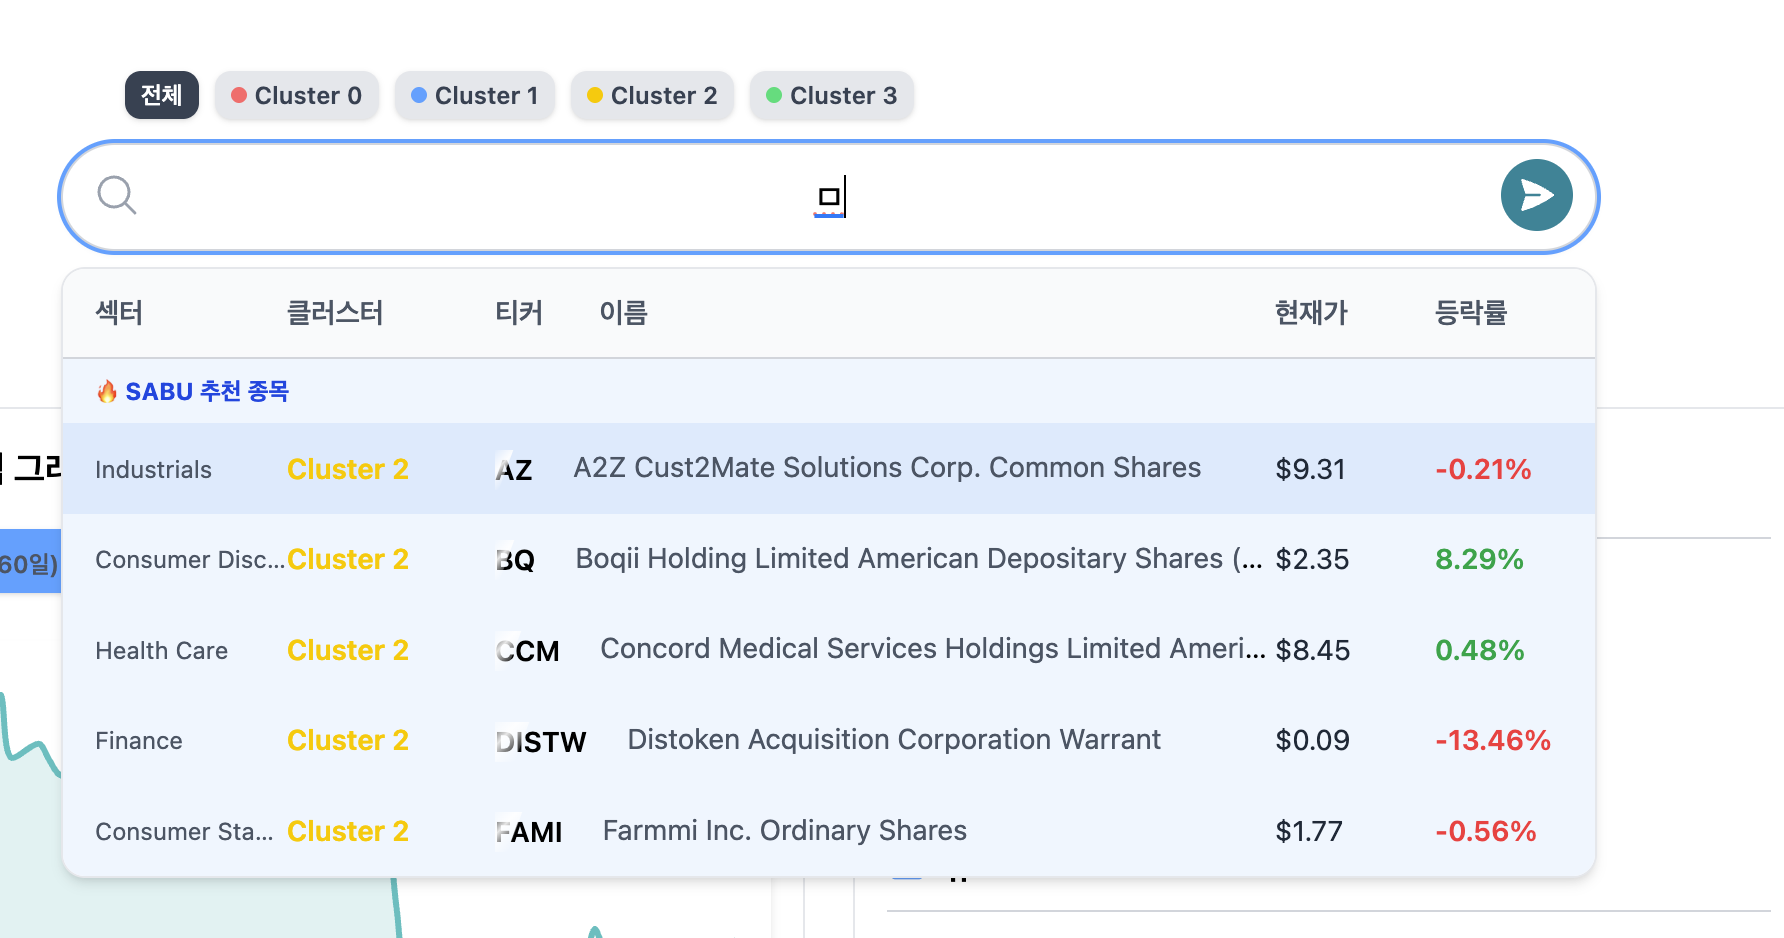 전체 Cluster 0 Cluster 1 Cluster 2 Cluster 3
ㅁ
섹터 클러스터 티커 이름 현재가 등락률
🔥 SABU 추천 종목
Industrials Cluster 2 AZ A2Z Cust2Mate Solutions Corp. Common Shares $9.31 -0.21%
Consumer Disc... Cluster 2 BQ Boqii Holding Limited American Depositary Shares (... $2.35 8.29%
60일)
Health Care Cluster 2 CCM Concord Medical Services Holdings Limited Ameri... $8.45 0.48%
Finance Cluster 2 DISTW Distoken Acquisition Corporation Warrant $0.09 -13.46%
Consumer Sta... Cluster 2 FAMI Farmmi Inc. Ordinary Shares $1.77 -0.56%